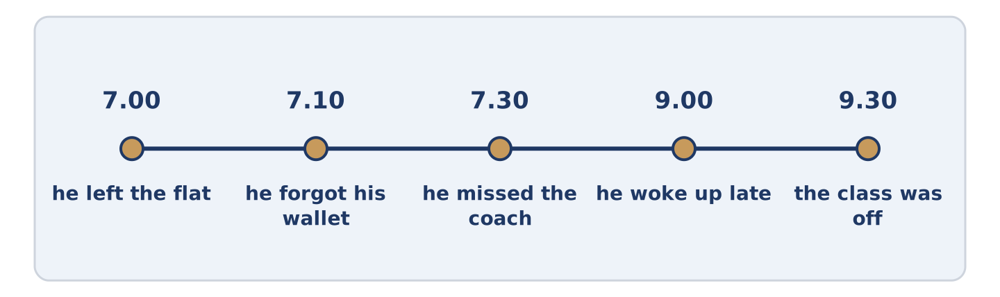 7.00 7.10 7.30 9.00 9.30
he left the flat he forgot his he missed the he woke up late the class was
wallet coach off